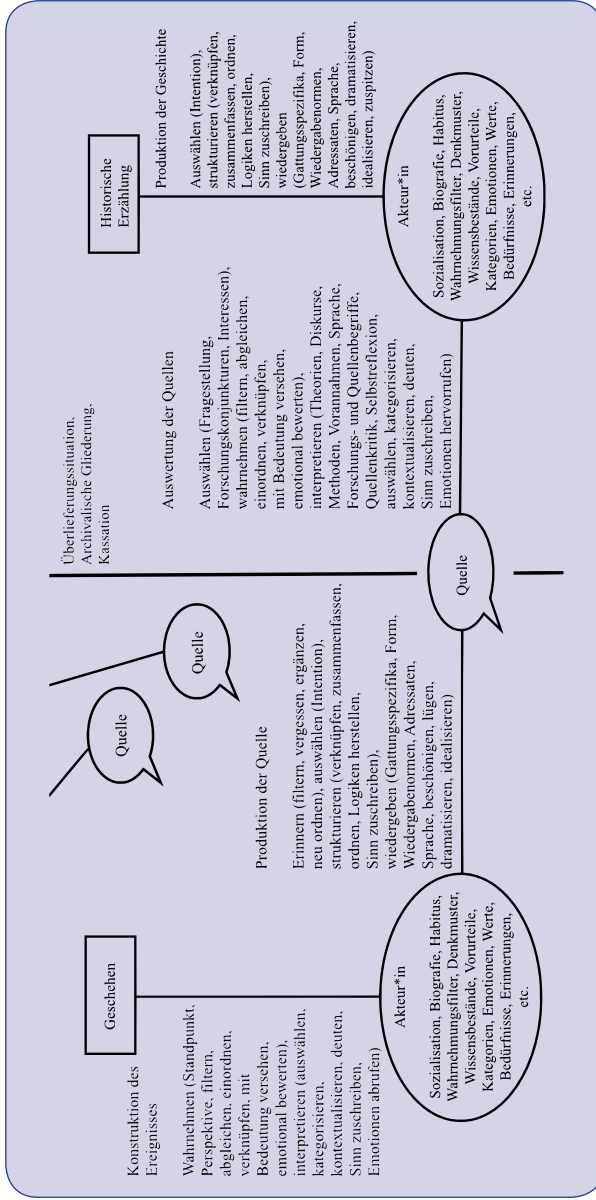 Konstruktion des
Ereignisses
Wahrnehmen (Standpunkt,
Perspektive, filtern,
abgleichen, einordnen,
verknüpfen, mit
Bedeutung versehen,
emotional bewerten),
interpretieren (auswählen,
kategorisieren,
kontextualisieren, deuten,
Sinn zuschreiben,
Emotionen abrufen)
Geschehen
Akteur*in
Sozialisation, Biografie, Habitus,
Wahrnehmungsfilter, Denkmuster,
Wissensbestände, Vorurteile,
Kategorien, Emotionen, Werte,
Bedürfnisse, Erinnerungen,
etc.
Produktion der Quelle
Erinnern (filtern, vergessen, ergänzen,
neu ordnen), auswählen (Intention),
strukturieren (verknüpfen, zusammenfassen,
ordnen, Logiken herstellen,
Sinn zuschreiben),
wiedergeben (Gattungsspezifika, Form,
Wiedergabenormen, Adressaten,
Sprache, beschönigen, lügen,
dramatisieren, idealisieren)
Quelle
Quelle
Quelle
Überlieferungssituation,
Archivalische Gliederung,
Kassation
Auswertung der Quellen
Auswählen (Fragestellung,
Forschungskonjunkturen, Interessen),
wahrnehmen (filtern, abgleichen,
einordnen, verknüpfen,
mit Bedeutung versehen,
emotional bewerten),
interpretieren (Theorien, Diskurse,
Methoden, Vorannahmen, Sprache,
Forschungs- und Quellenbegriffe,
Quellenkritik, Selbstreflexion,
auswählen, kategorisieren,
kontextualisieren, deuten,
Sinn zuschreiben,
Emotionen hervorrufen)
Historische
Erzählung
Akteur*in
Sozialisation, Biografie, Habitus,
Wahrnehmungsfilter, Denkmuster,
Wissensbestände, Vorurteile,
Kategorien, Emotionen, Werte,
Bedürfnisse, Erinnerungen,
etc.
Produktion der Geschichte
Auswählen (Intention),
strukturieren (verknüpfen,
zusammenfassen, ordnen,
Logiken herstellen,
Sinn zuschreiben),
wiedergeben
(Gattungsspezifika, Form,
Wiedergabenormen,
Adressaten, Sprache,
beschönigen, dramatisieren,
idealisieren, zuspitzen)